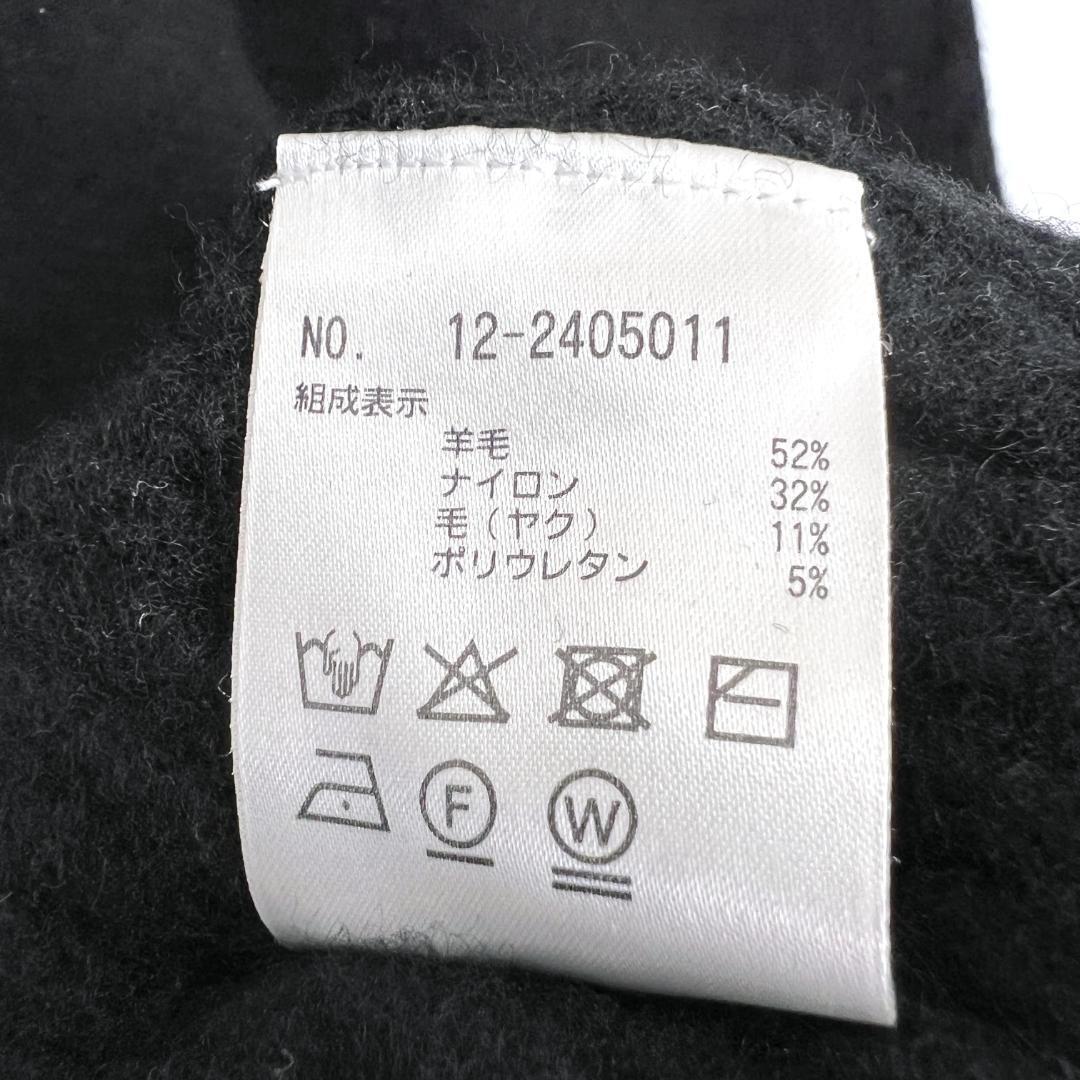 NO. 12-2405011
組成表示
羊毛 52%
ナイロン 32%
毛(ヤク) 11%
ポリウレタン 5%
F W